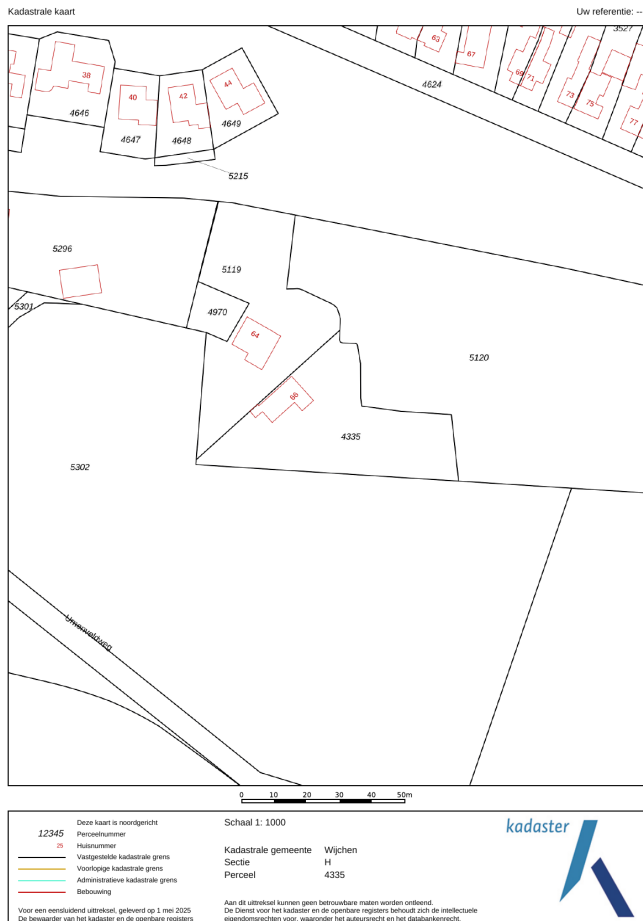 Kadastrale kaart
Uw referentie: --
3527
63
67
4624
69
71
73
75
77
38
40
42
44
4646
4647
4648
4649
5215
5296
5119
5301
4970
64
5120
66
4335
5302
IJmerveldweg
0 10 20 30 40 50m
12345
25
Deze kaart is noordgericht
Perceelnummer
Huisnummer
Vastgestelde kadastrale grens
Voorlopige kadastrale grens
Administratieve kadastrale grens
Bebouwing
Voor een eensluidend uittreksel, geleverd op 1 mei 2025
De bewaarder van het kadaster en de openbare registers
Schaal 1: 1000
Kadastrale gemeente Wijchen
Sectie H
Perceel 4335
Aan dit uittreksel kunnen geen betrouwbare maten worden ontleend.
De Dienst voor het kadaster en de openbare registers behoudt zich de intellectuele
eigendomsrechten voor, waaronder het auteursrecht en het databankenrecht.
kadaster